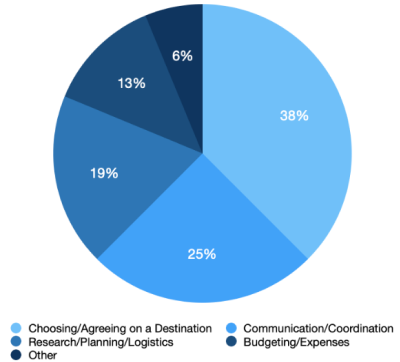 6%
13%
38%
19%
25%
Choosing/Agreeing on a Destination
Communication/Coordination
Research/Planning/Logistics
Budgeting/Expenses
Other